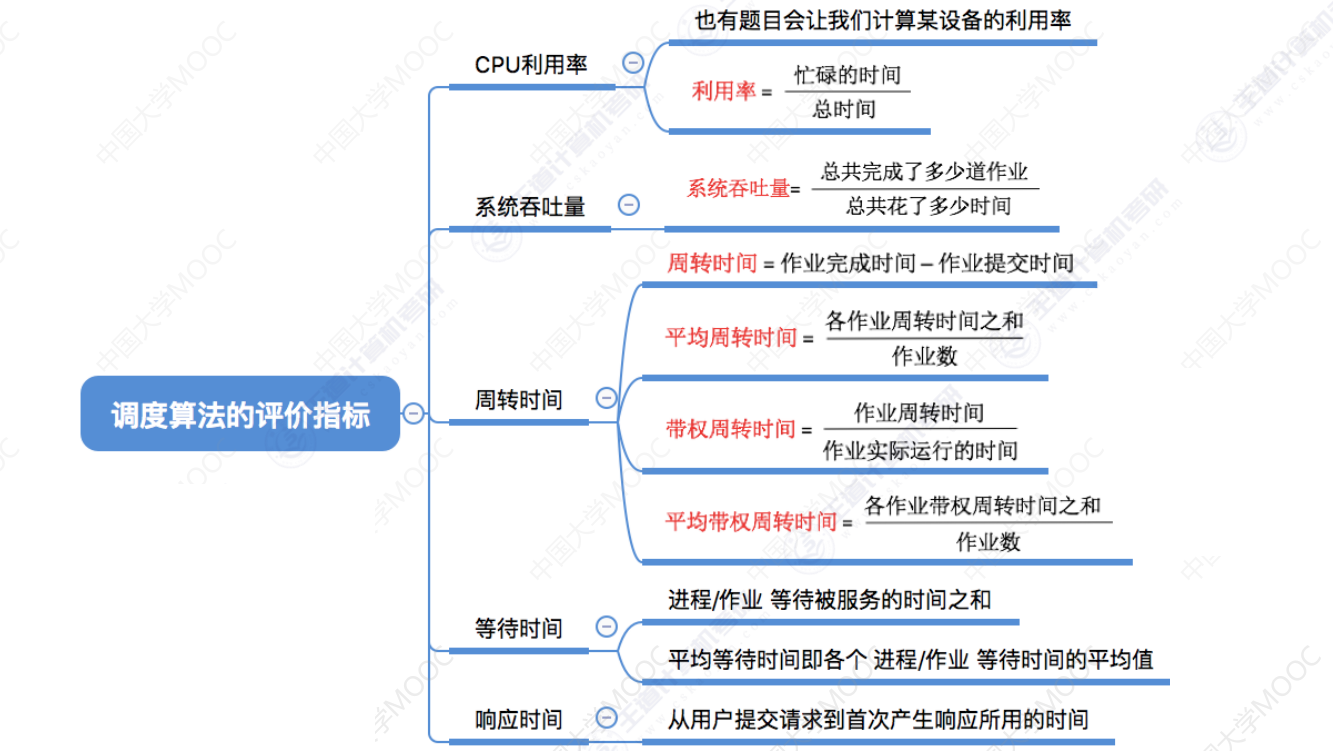 也有题目会让我们计算某设备的利用率
CPU利用率
利用率 = 忙碌的时间
总时间
系统吞吐量
系统吞吐量= 总共完成了多少道作业
总共花了多少时间
周转时间 = 作业完成时间 – 作业提交时间
平均周转时间 = 各作业周转时间之和
作业数
调度算法的评价指标
周转时间
带权周转时间 = 作业周转时间
作业实际运行的时间
平均带权周转时间 = 各作业带权周转时间之和
作业数
等待时间
进程/作业 等待被服务的时间之和
平均等待时间即各个 进程/作业 等待时间的平均值
响应时间
从用户提交请求到首次产生响应所用的时间
中国大学MOOC
王道计算机考研
www.cskaoyan.com